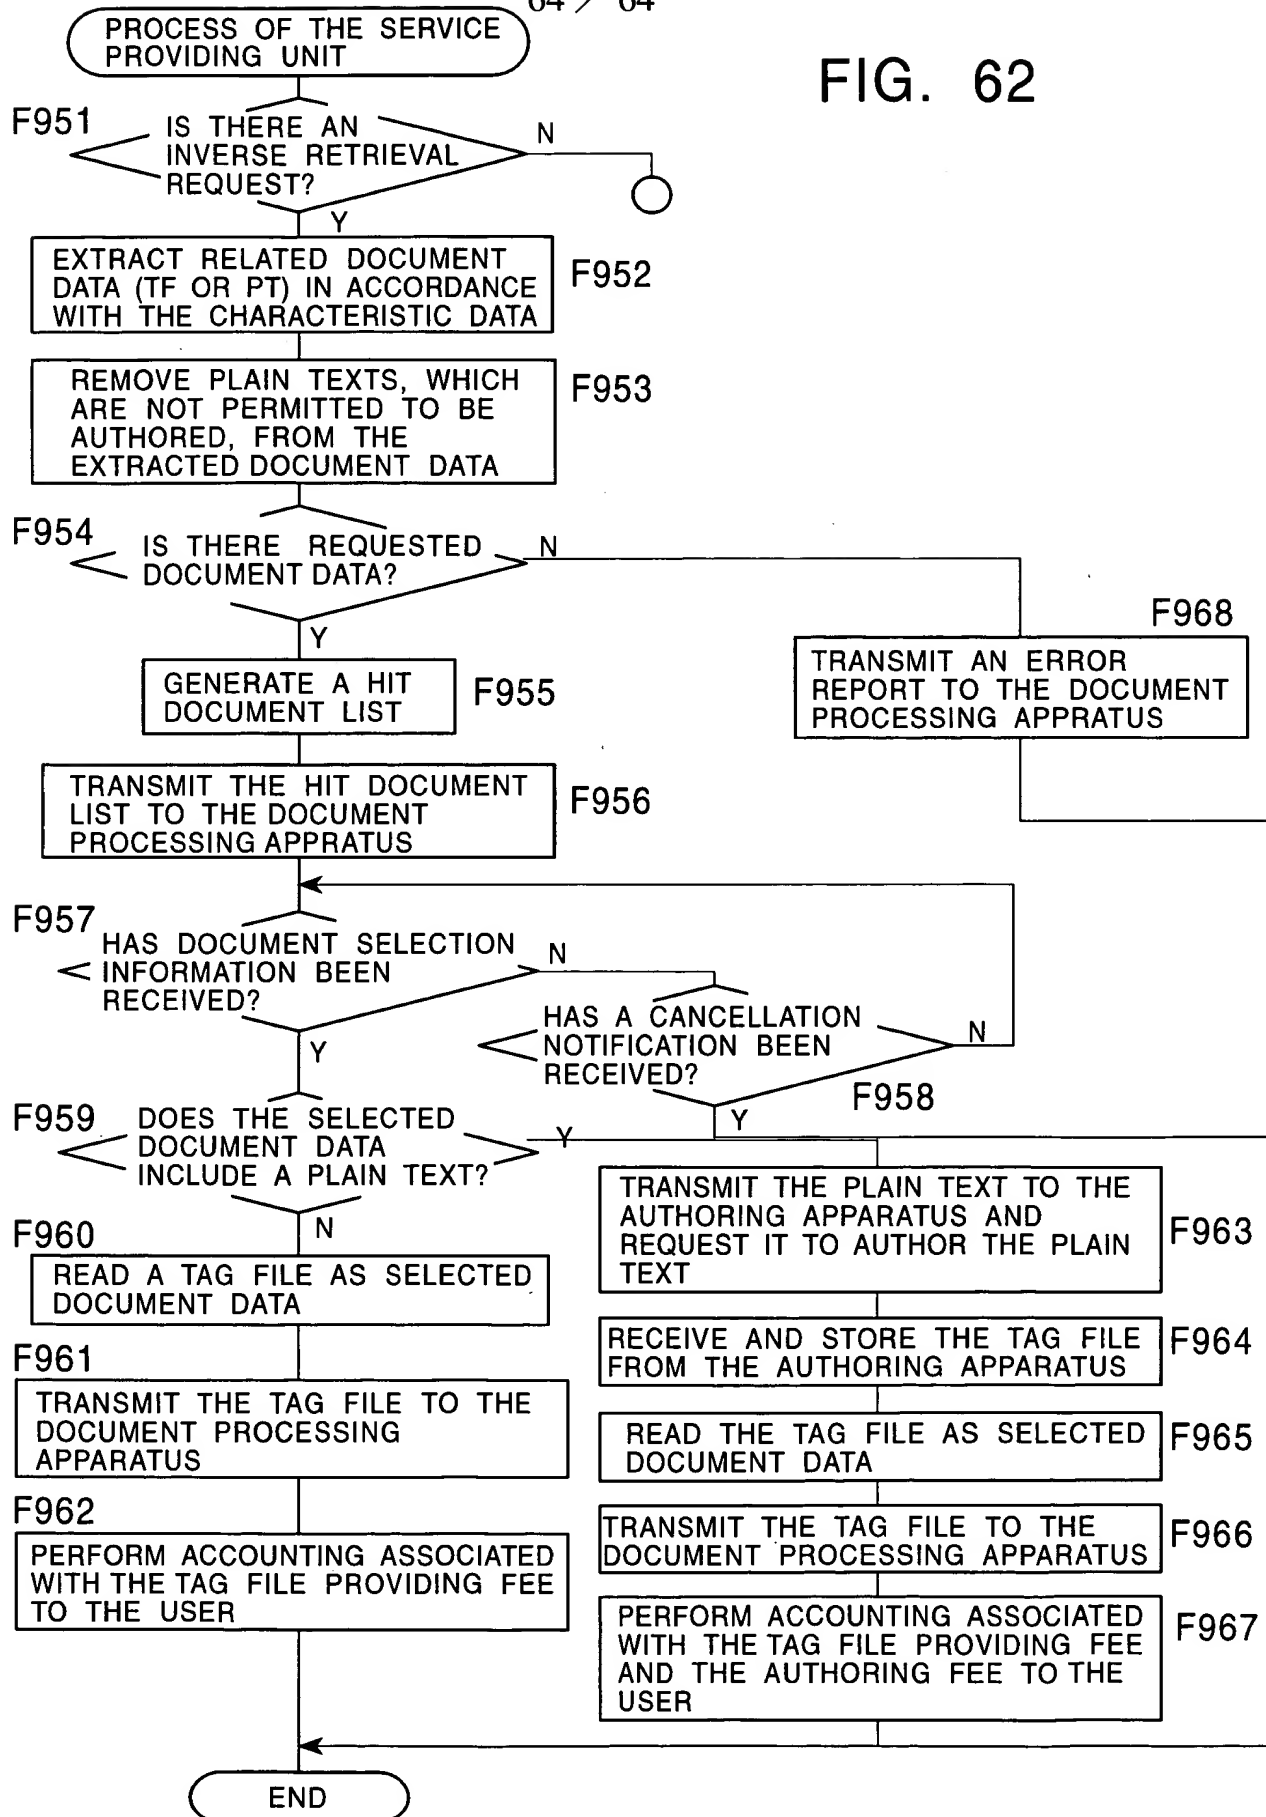 64 / 64
PROCESS OF THE SERVICE
PROVIDING UNIT
FIG. 62
F951
IS THERE AN
INVERSE RETRIEVAL
REQUEST?
N
Y
EXTRACT RELATED DOCUMENT
DATA (TF OR PT) IN ACCORDANCE
WITH THE CHARACTERISTIC DATA
F952
REMOVE PLAIN TEXTS, WHICH
ARE NOT PERMITTED TO BE
AUTHORED, FROM THE
EXTRACTED DOCUMENT DATA
F953
F954
IS THERE REQUESTED
DOCUMENT DATA?
N
Y
F968
TRANSMIT AN ERROR
REPORT TO THE DOCUMENT
PROCESSING APPRATUS
GENERATE A HIT
DOCUMENT LIST
F955
TRANSMIT THE HIT DOCUMENT
LIST TO THE DOCUMENT
PROCESSING APPRATUS
F956
F957
HAS DOCUMENT SELECTION
INFORMATION BEEN
RECEIVED?
N
Y
HAS A CANCELLATION
NOTIFICATION BEEN
RECEIVED?
N
F958
Y
F959
DOES THE SELECTED
DOCUMENT DATA
INCLUDE A PLAIN TEXT?
Y
N
F960
READ A TAG FILE AS SELECTED
DOCUMENT DATA
F961
TRANSMIT THE TAG FILE TO THE
DOCUMENT PROCESSING
APPARATUS
F962
PERFORM ACCOUNTING ASSOCIATED
WITH THE TAG FILE PROVIDING FEE
TO THE USER
TRANSMIT THE PLAIN TEXT TO THE
AUTHORING APPARATUS AND
REQUEST IT TO AUTHOR THE PLAIN
TEXT
F963
RECEIVE AND STORE THE TAG FILE
FROM THE AUTHORING APPARATUS
F964
READ THE TAG FILE AS SELECTED
DOCUMENT DATA
F965
TRANSMIT THE TAG FILE TO THE
DOCUMENT PROCESSING APPARATUS
F966
PERFORM ACCOUNTING ASSOCIATED
WITH THE TAG FILE PROVIDING FEE
AND THE AUTHORING FEE TO THE
USER
F967
END